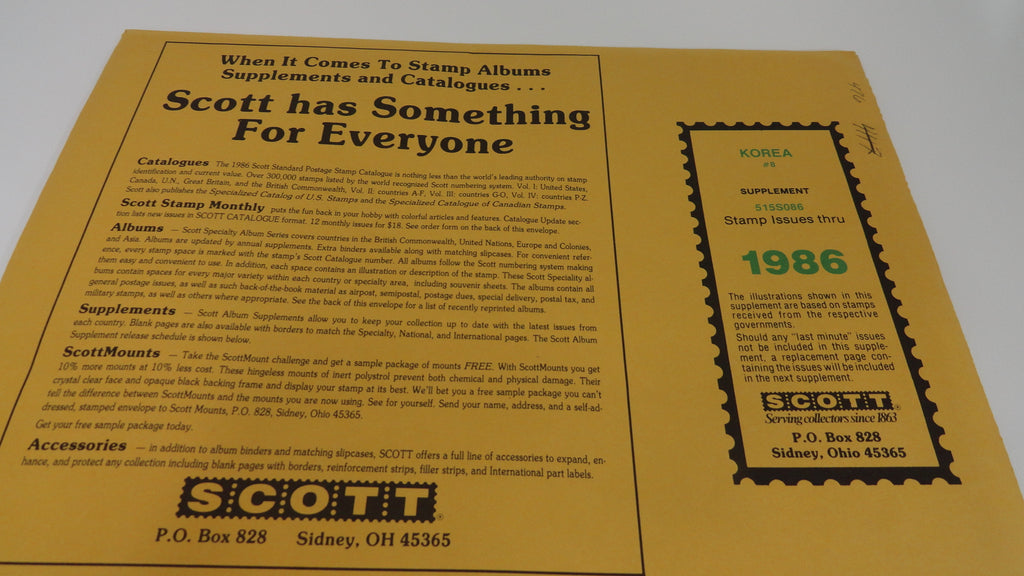 When It Comes To Stamp Albums
Supplements and Catalogues . . .
Scott has Something
For Everyone
Catalogues The 1986 Scott Standard Postage Stamp Catalogue is nothing less than the world's leading authority on stamp
identification and current value. Over 300,000 stamps listed by the world recognized Scott numbering system. Vol. I: United States,
Canada, U.N., Great Britain, and the British Commonwealth, Vol. II: countries A-F, Vol. III: countries G-O, Vol. IV: countries P-Z.
Scott also publishes the Specialized Catalog of U.S. Stamps and the Specialized Catalogue of Canadian Stamps.
Scott Stamp Monthly puts the fun back in your hobby with colorful articles and features. Catalogue Update sec-
tion lists new issues in SCOTT CATALOGUE format. 12 monthly issues for $18. See order form on the back of this envelope.
Albums — Scott Specialty Album Series covers countries in the British Commonwealth, United Nations, Europe and Colonies,
and Asia. Albums are updated by annual supplements. Extra binders available along with matching slipcases. For convenient refer-
ence, every stamp space is marked with the stamp's Scott Catalogue number. All albums follow the Scott numbering system making
them easy and convenient to use. In addition, each space contains an illustration or description of the stamp. These Scott Speciality al-
bums contain spaces for every major variety within each country or specialty area, including souvenir sheets. The albums contain all
general postage issues, as well as such back-of-the-book material as airpost, semipostal, postage dues, special delivery, postal tax, and
military stamps, as well as others where appropriate. See the back of this envelope for a list of recently reprinted albums.
Supplements — Scott Album Supplements allow you to keep your collection up to date with the latest issues from
each country. Blank pages are also available with borders to match the Specialty, National, and International pages. The Scott Album
Supplement release schedule is shown below.
ScottMounts — Take the ScottMount challenge and get a sample package of mounts FREE. With ScottMounts you get
10% more mounts at 10% less cost. These hingeless mounts of inert polystrol prevent both chemical and physical damage. Their
crystal clear face and opaque black backing frame and display your stamp at its best. We'll bet you a free sample package you can't
tell the difference between ScottMounts and the mounts you are now using. See for yourself. Send your name, address, and a self-ad-
dressed, stamped envelope to Scott Mounts, P.O. 828, Sidney, Ohio 45365.
Get your free sample package today.
Accessories — in addition to album binders and matching slipcases, SCOTT offers a full line of accessories to expand, en-
hance, and protect any collection including blank pages with borders, reinforcement strips, filler strips, and International part labels.
SCOTT®
P.O. Box 828 Sidney, OH 45365
KOREA
#8
SUPPLEMENT
515S086
Stamp Issues thru
1986
The illustrations shown in this
supplement are based on stamps
received from the respective
governments.
Should any "last minute" issues
not be included in this supple-
ment, a replacement page con-
taining the issues will be included
in the next supplement.
SCOTT®
Serving collectors since 1863
P.O. Box 828
Sidney, Ohio 45365